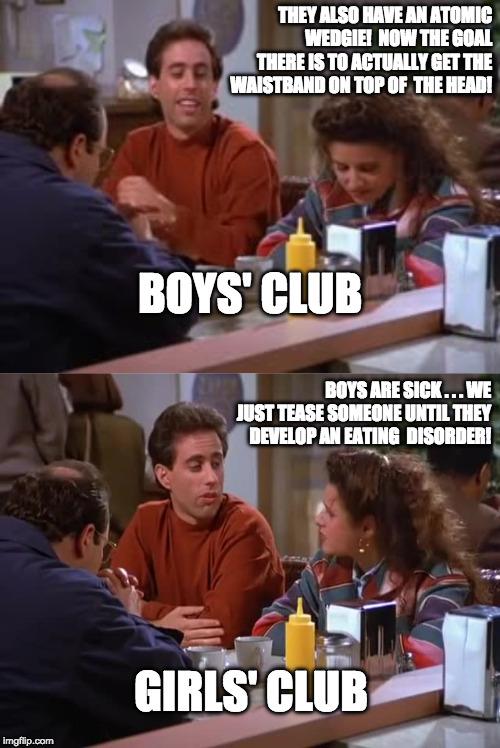 THEY ALSO HAVE AN ATOMIC
WEDGIE! NOW THE GOAL
THERE IS TO ACTUALLY GET THE
WAISTBAND ON TOP OF THE HEAD!
BOYS' CLUB
BOYS ARE SICK . . . WE
JUST TEASE SOMEONE UNTIL THEY
DEVELOP AN EATING DISORDER!
GIRLS' CLUB
imgflip.com